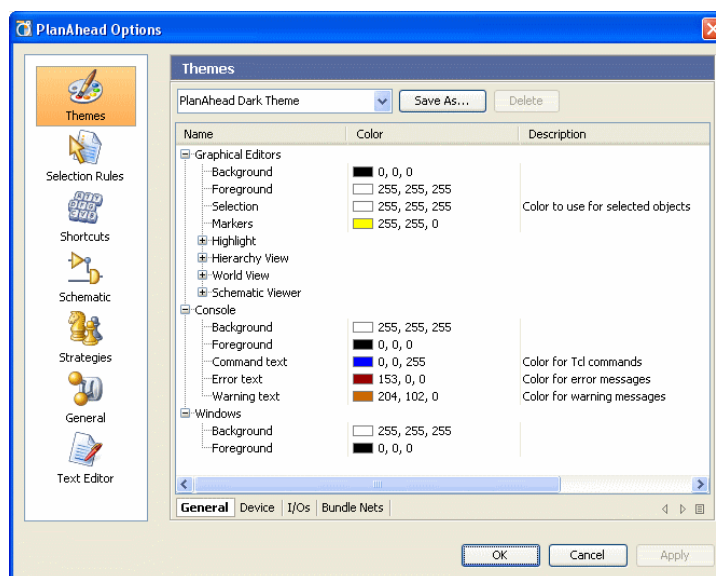 PlanAhead Options
Themes
Selection Rules
Shortcuts
Schematic
Strategies
General
Text Editor
Themes
PlanAhead Dark Theme Save As... Delete
Name Color Description
Graphical Editors
Background 0, 0, 0
Foreground 255, 255, 255
Selection 255, 255, 255 Color to use for selected objects
Markers 255, 255, 0
Highlight
Hierarchy View
World View
Schematic Viewer
Console
Background 255, 255, 255
Foreground 0, 0, 0
Command text 0, 0, 255 Color for Tcl commands
Error text 153, 0, 0 Color for error messages
Warning text 204, 102, 0 Color for warning messages
Windows
Background 255, 255, 255
Foreground 0, 0, 0
General Device I/Os Bundle Nets
OK Cancel Apply